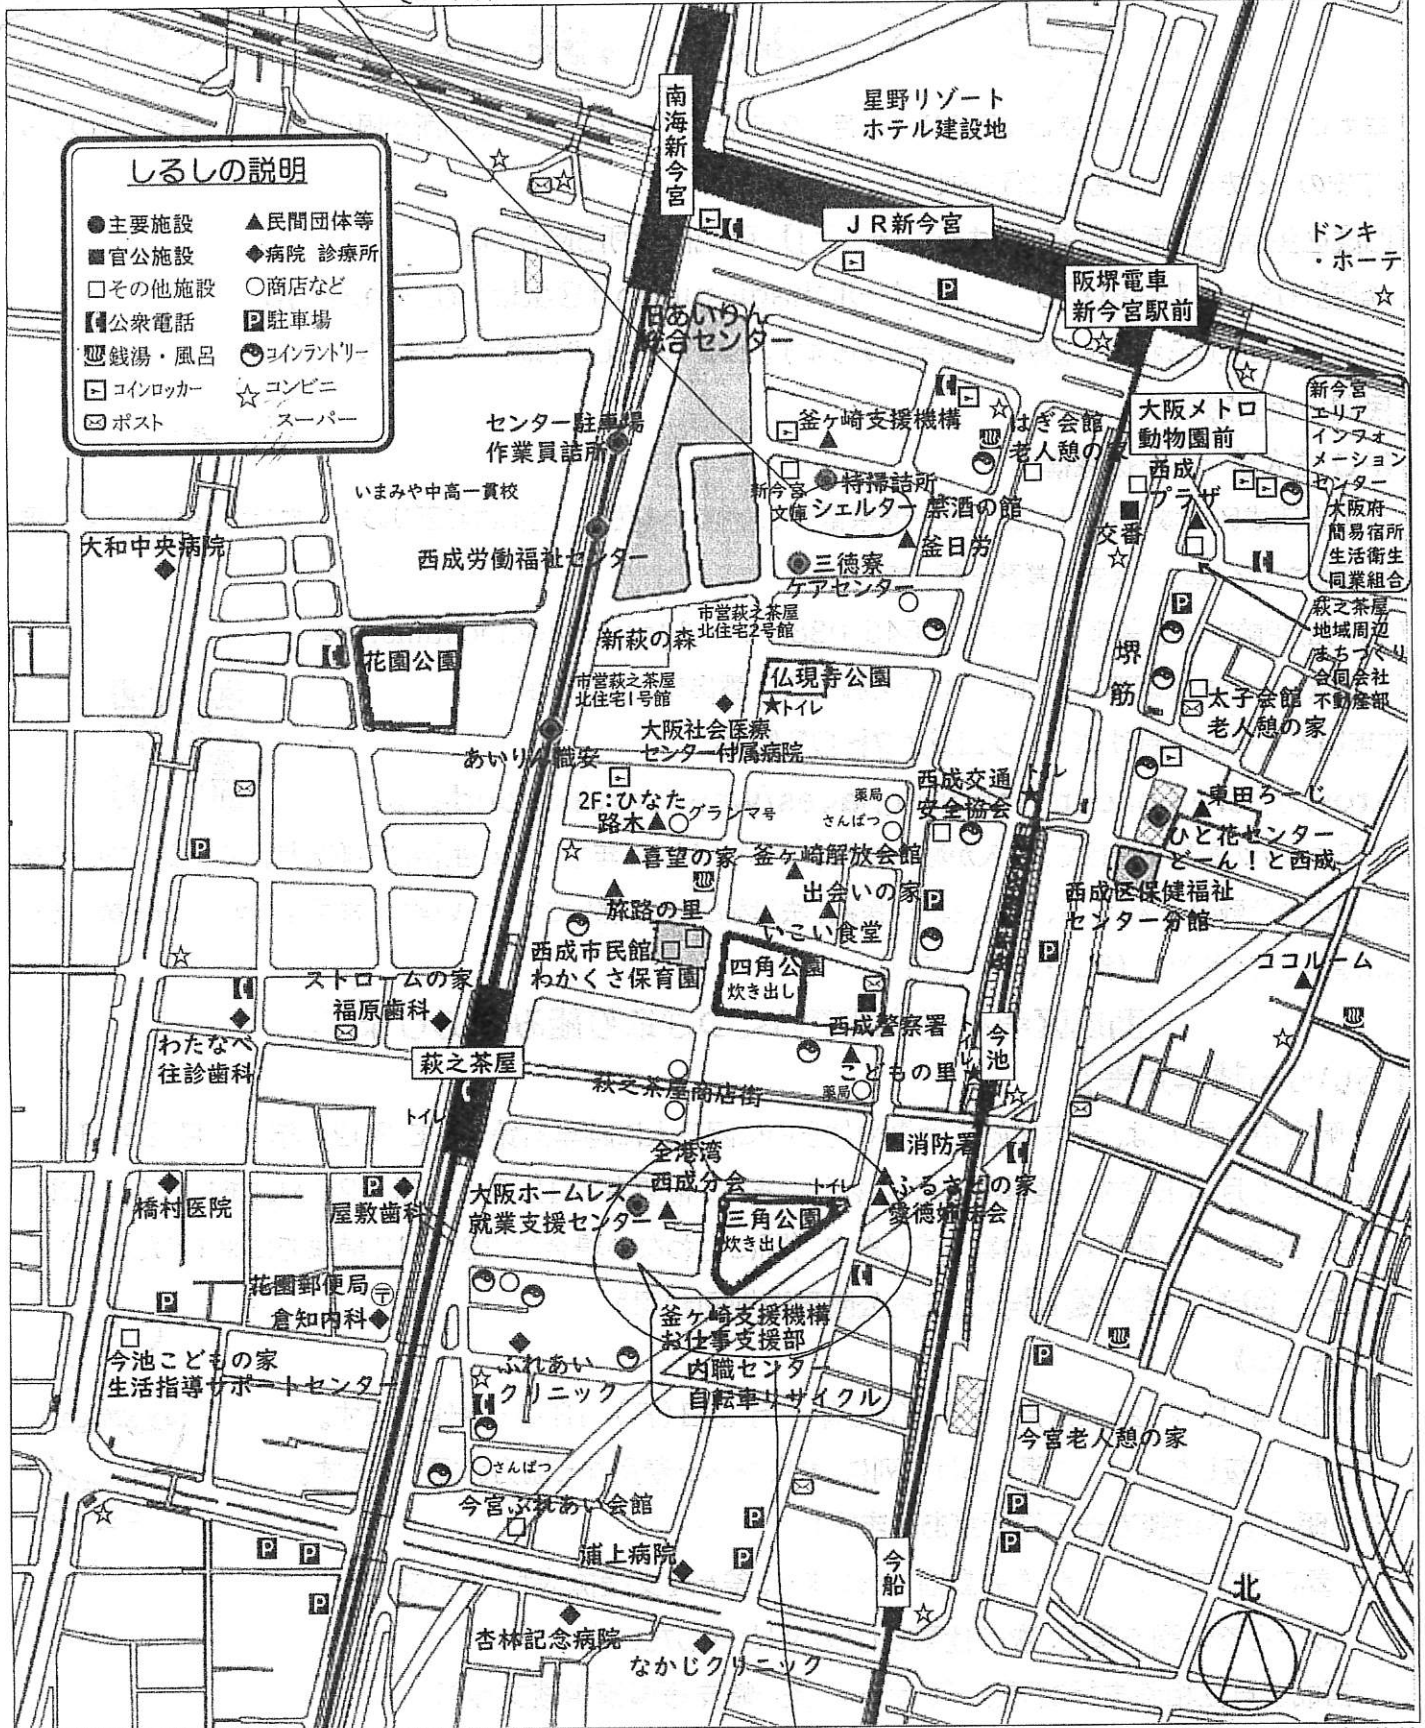 南海新今宮
星野リゾート
ホテル建設地
しるしの説明
●主要施設
▲民間団体等
■官公施設
◆病院 診療所
□その他施設
○商店など
公衆電話
P駐車場
銭湯・風呂
コインランドリー
コインロッカー
☆コンビニ
スーパー
ポスト
JR新今宮
ドンキ
・ホーテ
阪堺電車
新今宮駅前
旧あいりん
総合センター
新今宮
エリア
インフォ
メーション
センター
大阪府
簡易宿所
生活衛生
同業組合
大阪メトロ
動物園前
センター駐車場
作業員詰所
釜ヶ崎支援機構
はぎ会館
老人憩の家
西成
プラザ
いまみや中高一貫校
新今宮
文庫
特掃詰所
シェルター
禁酒の館
交番
大和中央病院
西成労働福祉センター
釜日労
三徳寮
ケアセンター
萩之茶屋
地域周辺
まちづくり
合同会社
不動産部
市営萩之茶屋
北住宅2号館
新萩の森
花園公園
仏現寺公園
★トイレ
堺筋
市営萩之茶屋
北住宅1号館
太子会館
老人憩の家
大阪社会医療
センター付属病院
あいりん職安
西成交通
安全協会
トイレ
2F:ひなた
路木
グランマ号
薬局
さんぱつ
東田ろーじ
ひと花センター
どーん!と西成
喜望の家
釜ヶ崎解放会館
出会いの家
西成区保健福祉
センター分館
旅路の里
いこい食堂
西成市民館
わかくさ保育園
四角公園
炊き出し
ココルーム
ストロームの家
福原歯科
西成警察署
わたなべ
往診歯科
萩之茶屋
トイレ
今池
こどもの里
萩之茶屋商店街
薬局
トイレ
消防署
全港湾
西成分会
ふるさとの家
愛徳姉妹会
橋村医院
屋敷歯科
大阪ホームレス
就業支援センター
トイレ
三角公園
炊き出し
花園郵便局
倉知内科
釜ヶ崎支援機構
お仕事支援部
内職センター
自転車リサイクル
今池こどもの家
生活指導サポートセンター
ふれあい
クリニック
今宮老人憩の家
さんぱつ
今宮ふれあい会館
浦上病院
今船
北
杏林記念病院
なかじクリニック